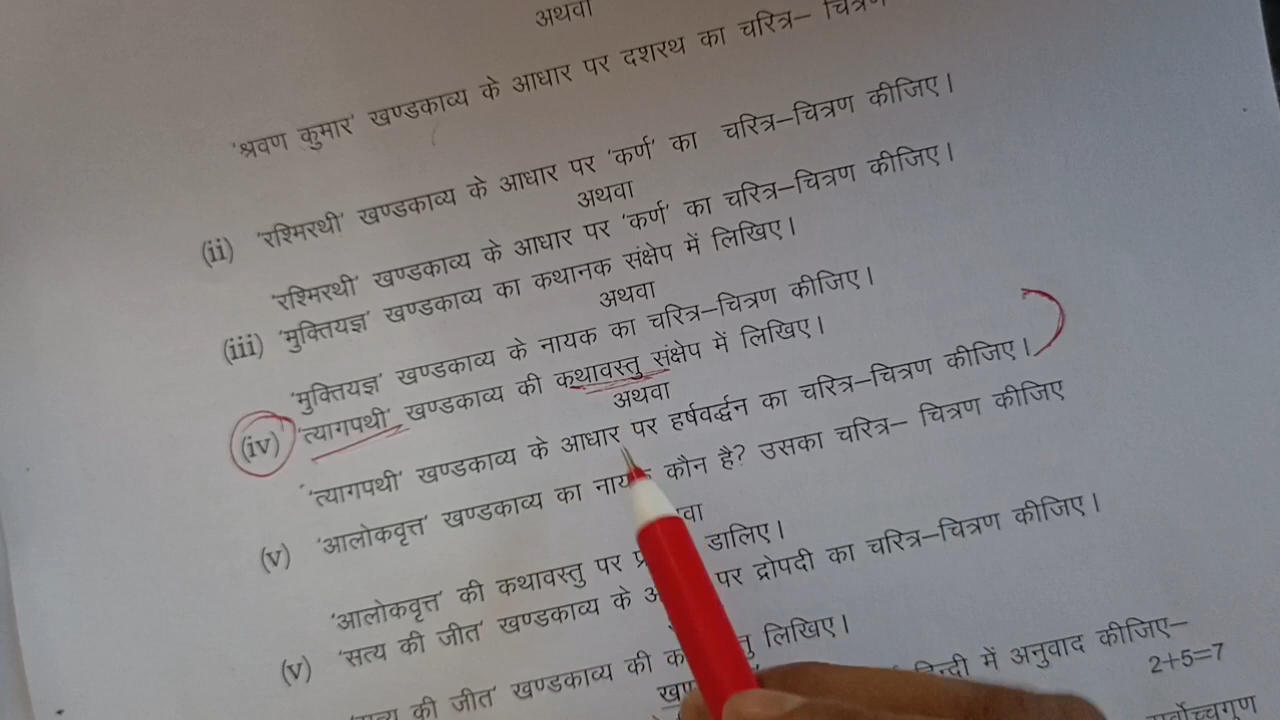 अथवा
'श्रवण कुमार' खण्डकाव्य के आधार पर दशरथ का चरित्र– चित्रण
(ii) 'रश्मिरथी' खण्डकाव्य के आधार पर 'कर्ण' का चरित्र–चित्रण कीजिए।
अथवा
'रश्मिरथी' खण्डकाव्य के आधार पर 'कर्ण' का चरित्र–चित्रण कीजिए।
(iii) 'मुक्तियज्ञ' खण्डकाव्य का कथानक संक्षेप में लिखिए।
अथवा
'मुक्तियज्ञ' खण्डकाव्य के नायक का चरित्र–चित्रण कीजिए।
(iv) 'त्यागपथी' खण्डकाव्य की कथावस्तु संक्षेप में लिखिए।
अथवा
'त्यागपथी' खण्डकाव्य के आधार पर हर्षवर्द्धन का चरित्र–चित्रण कीजिए।
(v) 'आलोकवृत्त' खण्डकाव्य का नायक कौन है? उसका चरित्र– चित्रण कीजिए
वा
'आलोकवृत्त' की कथावस्तु पर डालिए।
(v) 'सत्य की जीत' खण्डकाव्य के पर द्रोपदी का चरित्र–चित्रण कीजिए।
की जीत' खण्डकाव्य की लिखिए।
में अनुवाद कीजिए–
2+5=7